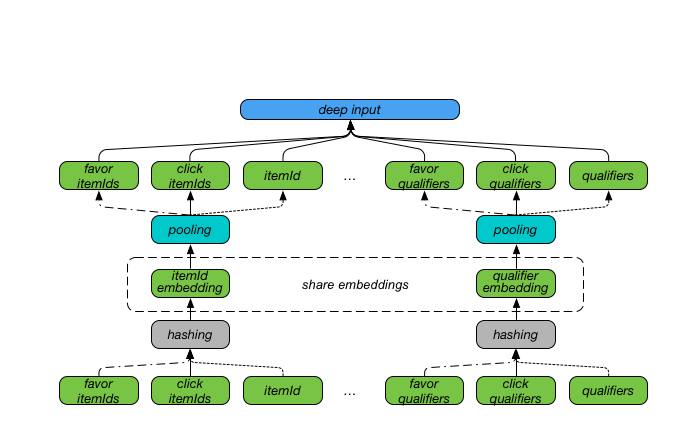 deep input
favor
itemIds
click
itemIds
itemId
...
favor
qualifiers
click
qualifiers
qualifiers
pooling
pooling
itemId
embedding
share embeddings
qualifier
embedding
hashing
hashing
favor
itemIds
click
itemIds
itemId
...
favor
qualifiers
click
qualifiers
qualifiers